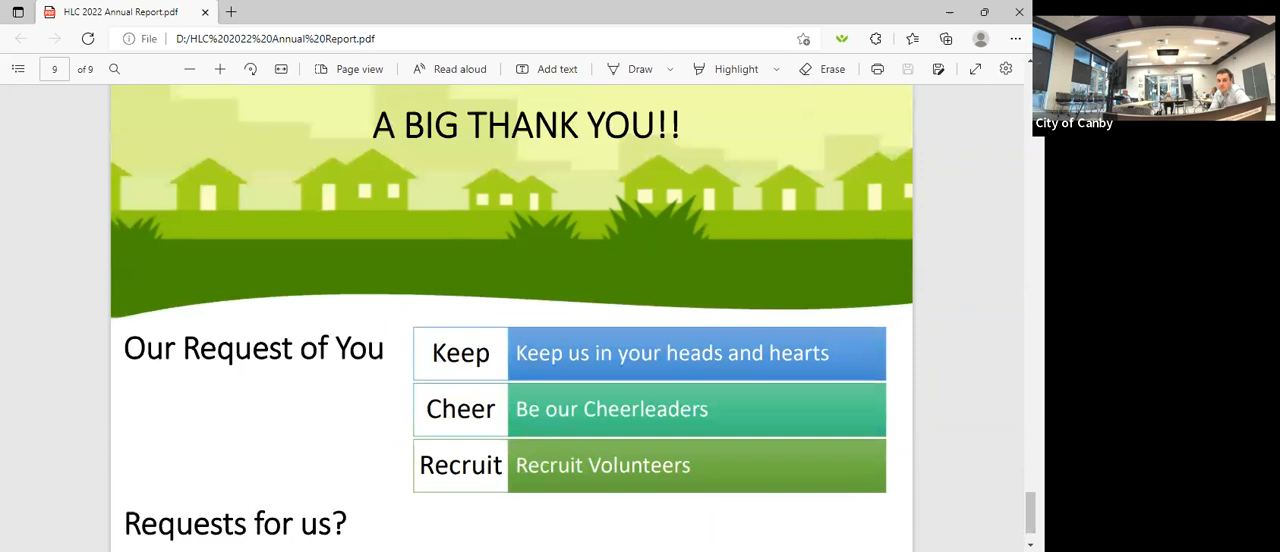 HLC 2022 Annual Report.pdf
File D:/HLC%202022%20Annual%20Report.pdf
9 of 9 Page view Read aloud Add text Draw Highlight Erase
City of Canby
A BIG THANK YOU!!
Our Request of You
Keep Keep us in your heads and hearts
Cheer Be our Cheerleaders
Recruit Recruit Volunteers
Requests for us?